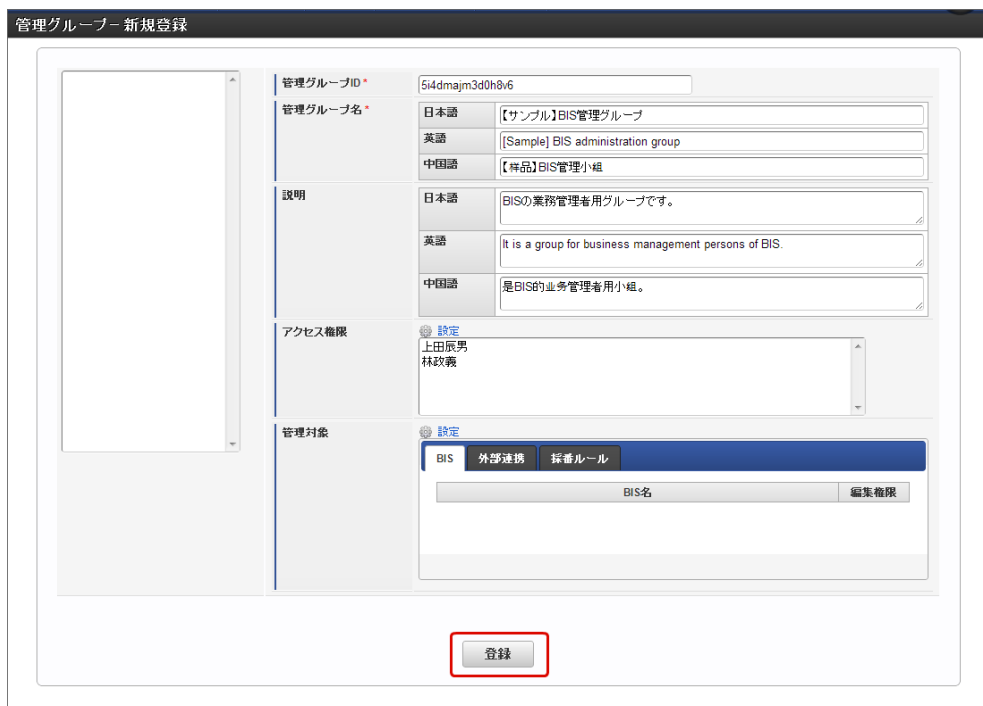 管理グループ－新規登録
管理グループID*
5i4dmajm3d0h8v6
管理グループ名*
日本語
【サンプル】BIS管理グループ
英語
[Sample] BIS administration group
中国語
【样品】BIS管理小组
説明
日本語
BISの業務管理者用グループです。
英語
It is a group for business management persons of BIS.
中国語
是BIS的业务管理者用小组。
アクセス権限
設定
上田辰男
林政義
管理対象
設定
BIS 外部連携 採番ルール
BIS名 編集権限
登録